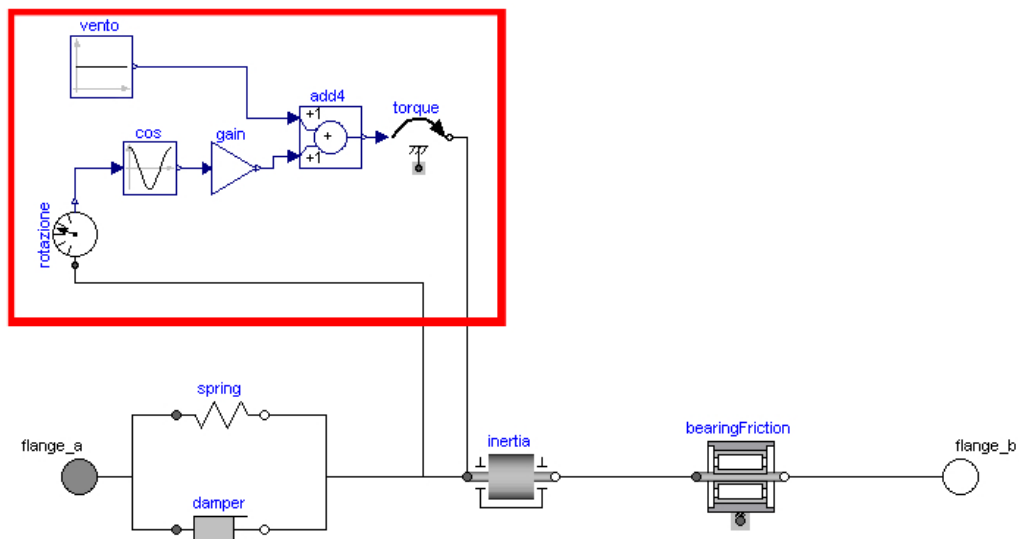 vento
add4
torque
+1
+
+1
cos
gain
rotazione
spring
flange_a
inertia
bearingFriction
flange_b
damper